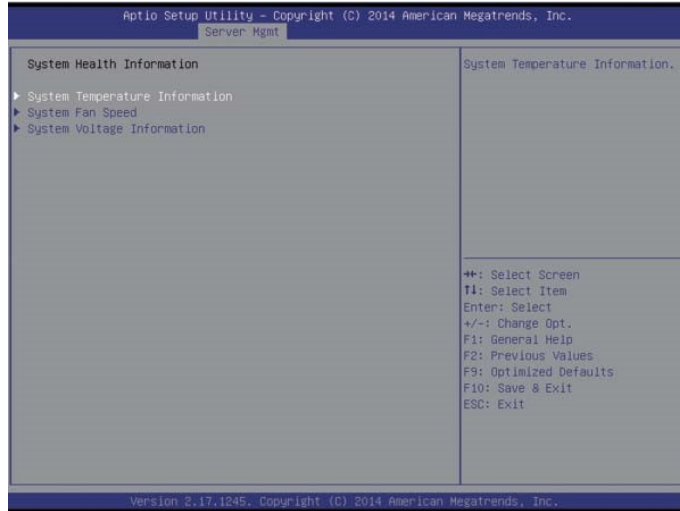 Aptio Setup Utility – Copyright (C) 2014 American Megatrends, Inc.
Server Mgmt
System Health Information
System Temperature Information
System Fan Speed
System Voltage Information
System Temperature Information.
→←: Select Screen
↑↓: Select Item
Enter: Select
+/-: Change Opt.
F1: General Help
F2: Previous Values
F9: Optimized Defaults
F10: Save & Exit
ESC: Exit
Version 2.17.1245. Copyright (C) 2014 American Megatrends, Inc.